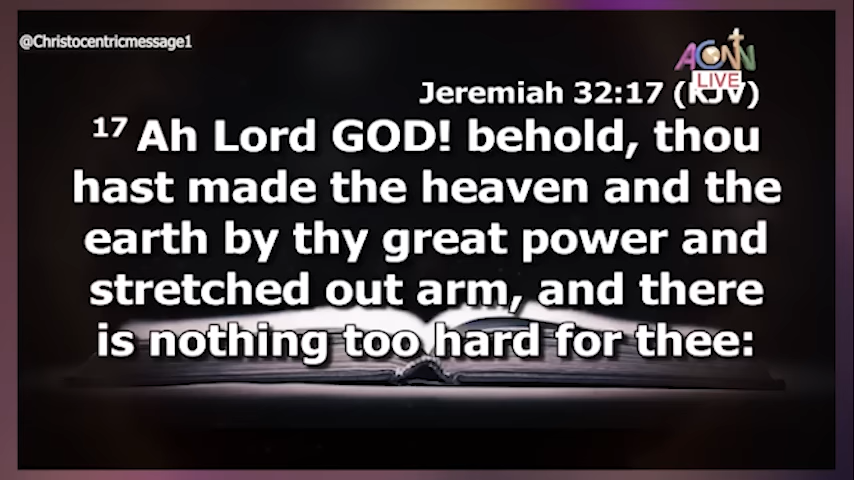 @Christocentricmessage1
ACNN
LIVE
Jeremiah 32:17 (KJV)
17 Ah Lord GOD! behold, thou
hast made the heaven and the
earth by thy great power and
stretched out arm, and there
is nothing too hard for thee: